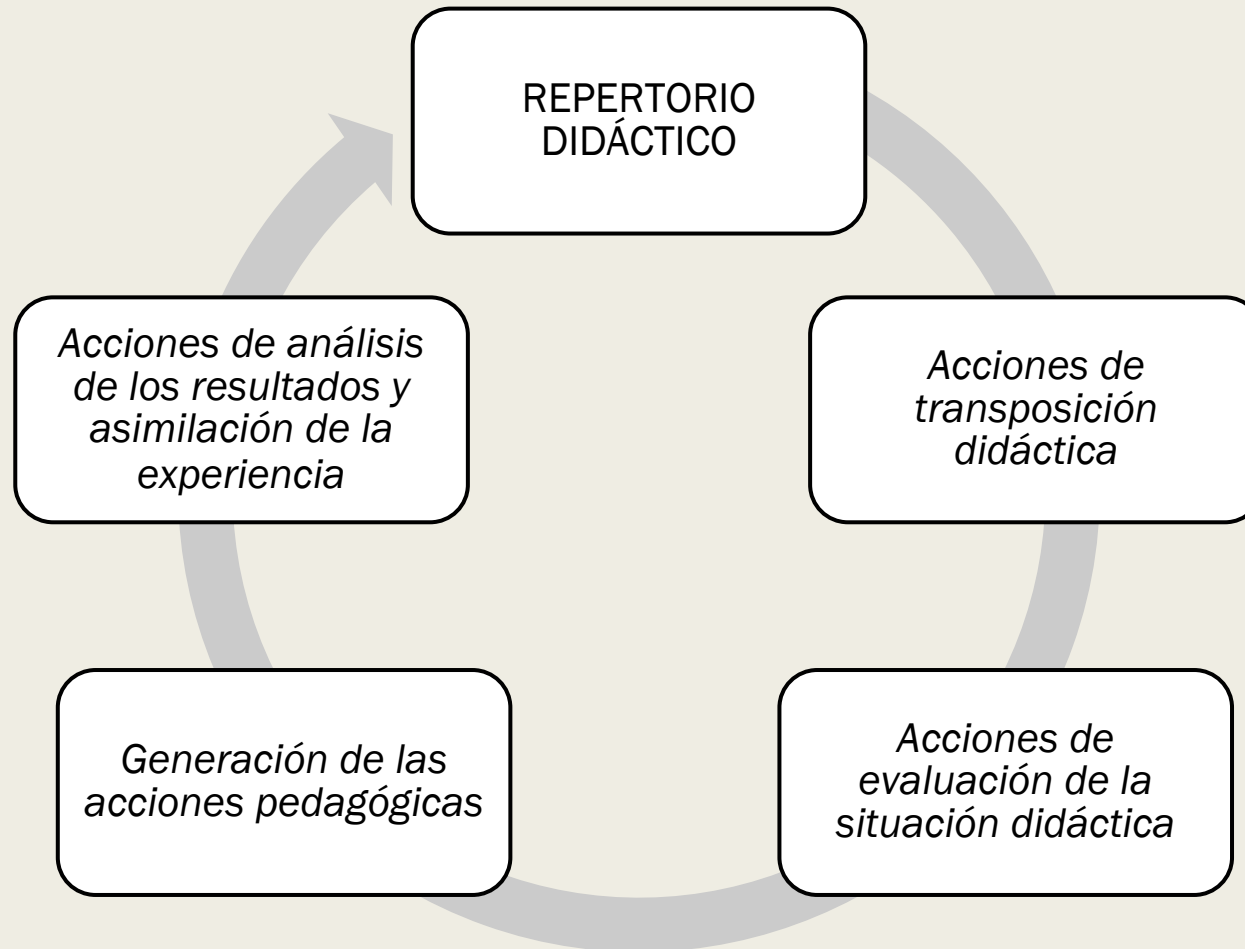 REPERTORIO
DIDÁCTICO
Acciones de
transposición
didáctica
Acciones de
evaluación de la
situación didáctica
Generación de las
acciones pedagógicas
Acciones de análisis
de los resultados y
asimilación de la
experiencia